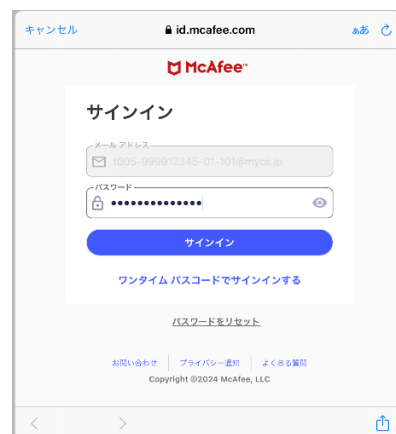 キャンセル id.mcafee.com ぁあ
McAfee™
サインイン
メール アドレス
t005-999912345-01-101@mycs.jp
パスワード
••••••••••••••
サインイン
ワンタイム パスコードでサインインする
パスワードをリセット
お問い合わせ プライバシー通知 よくある質問
Copyright ©2024 McAfee, LLC